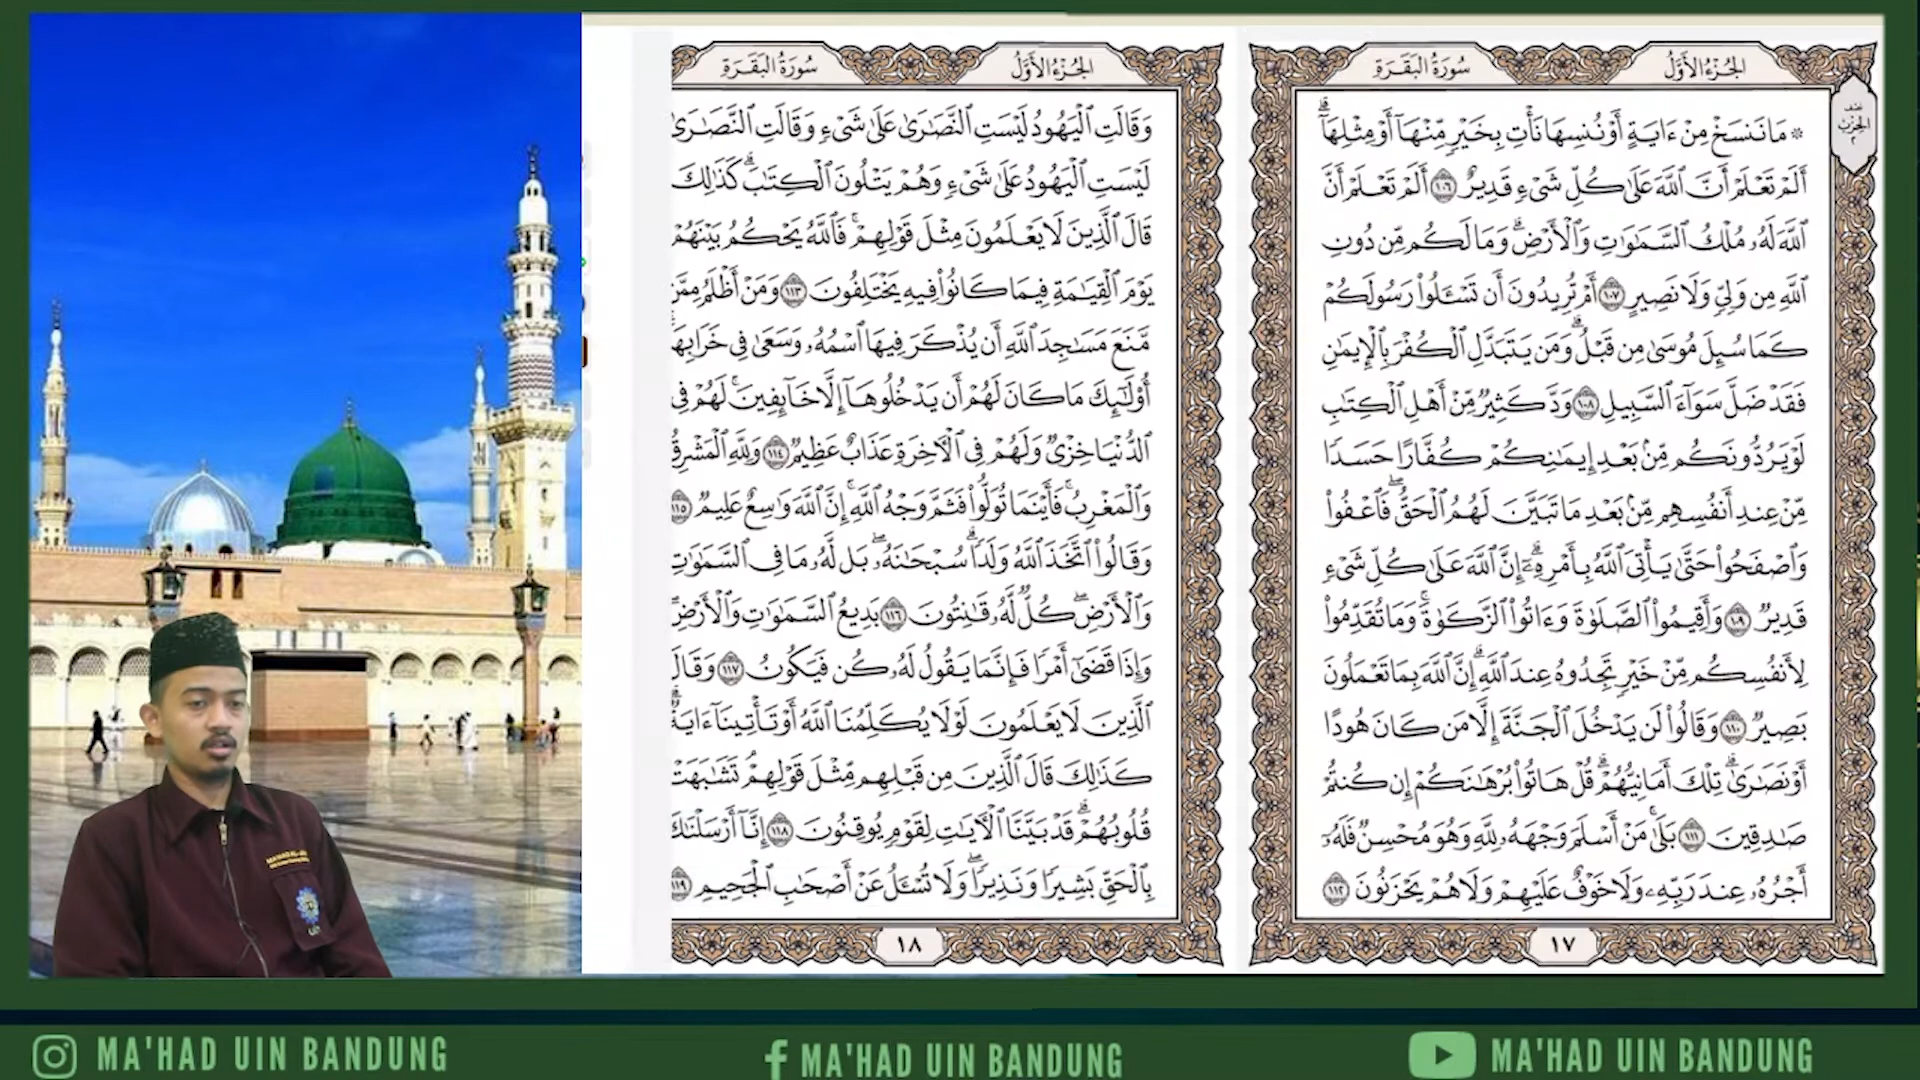 سُورَةُ البَقَرَةِ
الجُزْءُ الأَوَّلُ
نصف
الحزب
٢
۞ مَا نَنسَخْ مِنْ ءَايَةٍ أَوْ نُنسِهَا نَأْتِ بِخَيْرٍ مِّنْهَآ أَوْ مِثْلِهَآۗ
أَلَمْ تَعْلَمْ أَنَّ ٱللَّهَ عَلَىٰ كُلِّ شَىْءٍ قَدِيرٌ ١٠٦ أَلَمْ تَعْلَمْ أَنَّ
ٱللَّهَ لَهُۥ مُلْكُ ٱلسَّمَٰوَٰتِ وَٱلْأَرْضِۗ وَمَا لَكُم مِّن دُونِ
ٱللَّهِ مِن وَلِىٍّ وَلَا نَصِيرٍ ١٠٧ أَمْ تُرِيدُونَ أَن تَسْـَٔلُوا۟ رَسُولَكُمْ
كَمَا سُئِلَ مُوسَىٰ مِن قَبْلُۗ وَمَن يَتَبَدَّلِ ٱلْكُفْرَ بِٱلْإِيمَٰنِ
فَقَدْ ضَلَّ سَوَآءَ ٱلسَّبِيلِ ١٠٨ وَدَّ كَثِيرٌ مِّنْ أَهْلِ ٱلْكِتَٰبِ
لَوْ يَرُدُّونَكُم مِّنۢ بَعْدِ إِيمَٰنِكُمْ كُفَّارًا حَسَدًا
مِّنْ عِندِ أَنفُسِهِم مِّنۢ بَعْدِ مَا تَبَيَّنَ لَهُمُ ٱلْحَقُّۖ فَٱعْفُوا۟
وَٱصْفَحُوا۟ حَتَّىٰ يَأْتِىَ ٱللَّهُ بِأَمْرِهِۦٓۗ إِنَّ ٱللَّهَ عَلَىٰ كُلِّ شَىْءٍ
قَدِيرٌ ١٠٩ وَأَقِيمُوا۟ ٱلصَّلَوٰةَ وَءَاتُوا۟ ٱلزَّكَوٰةَۚ وَمَا تُقَدِّمُوا۟
لِأَنفُسِكُم مِّنْ خَيْرٍ تَجِدُوهُ عِندَ ٱللَّهِۗ إِنَّ ٱللَّهَ بِمَا تَعْمَلُونَ
بَصِيرٌ ١١٠ وَقَالُوا۟ لَن يَدْخُلَ ٱلْجَنَّةَ إِلَّا مَن كَانَ هُودًا
أَوْ نَصَٰرَىٰۗ تِلْكَ أَمَانِيُّهُمْۗ قُلْ هَاتُوا۟ بُرْهَٰنَكُمْ إِن كُنتُمْ
صَٰدِقِينَ ١١١ بَلَىٰۚ مَنْ أَسْلَمَ وَجْهَهُۥ لِلَّهِ وَهُوَ مُحْسِنٌ فَلَهُۥٓ
أَجْرُهُۥ عِندَ رَبِّهِۦ وَلَا خَوْفٌ عَلَيْهِمْ وَلَا هُمْ يَحْزَنُونَ ١١٢
١٧
سُورَةُ البَقَرَةِ
الجُزْءُ الأَوَّلُ
وَقَالَتِ ٱلْيَهُودُ لَيْسَتِ ٱلنَّصَٰرَىٰ عَلَىٰ شَىْءٍ وَقَالَتِ ٱلنَّصَٰرَىٰ
لَيْسَتِ ٱلْيَهُودُ عَلَىٰ شَىْءٍ وَهُمْ يَتْلُونَ ٱلْكِتَٰبَۗ كَذَٰلِكَ
قَالَ ٱلَّذِينَ لَا يَعْلَمُونَ مِثْلَ قَوْلِهِمْۚ فَٱللَّهُ يَحْكُمُ بَيْنَهُمْ
يَوْمَ ٱلْقِيَٰمَةِ فِيمَا كَانُوا۟ فِيهِ يَخْتَلِفُونَ ١١٣ وَمَنْ أَظْلَمُ مِمَّن
مَّنَعَ مَسَٰجِدَ ٱللَّهِ أَن يُذْكَرَ فِيهَا ٱسْمُهُۥ وَسَعَىٰ فِى خَرَابِهَآۚ
أُو۟لَٰٓئِكَ مَا كَانَ لَهُمْ أَن يَدْخُلُوهَآ إِلَّا خَآئِفِينَۚ لَهُمْ فِى
ٱلدُّنْيَا خِزْىٌ وَلَهُمْ فِى ٱلْءَاخِرَةِ عَذَابٌ عَظِيمٌ ١١٤ وَلِلَّهِ ٱلْمَشْرِقُ
وَٱلْمَغْرِبُۚ فَأَيْنَمَا تُوَلُّوا۟ فَثَمَّ وَجْهُ ٱللَّهِۚ إِنَّ ٱللَّهَ وَٰسِعٌ عَلِيمٌ ١١٥
وَقَالُوا۟ ٱتَّخَذَ ٱللَّهُ وَلَدًاۗ سُبْحَٰنَهُۥۖ بَل لَّهُۥ مَا فِى ٱلسَّمَٰوَٰتِ
وَٱلْأَرْضِۖ كُلٌّ لَّهُۥ قَٰنِتُونَ ١١٦ بَدِيعُ ٱلسَّمَٰوَٰتِ وَٱلْأَرْضِۖ
وَإِذَا قَضَىٰٓ أَمْرًا فَإِنَّمَا يَقُولُ لَهُۥ كُن فَيَكُونُ ١١٧ وَقَالَ
ٱلَّذِينَ لَا يَعْلَمُونَ لَوْلَا يُكَلِّمُنَا ٱللَّهُ أَوْ تَأْتِينَآ ءَايَةٌۗ
كَذَٰلِكَ قَالَ ٱلَّذِينَ مِن قَبْلِهِم مِّثْلَ قَوْلِهِمْۘ تَشَٰبَهَتْ
قُلُوبُهُمْۗ قَدْ بَيَّنَّا ٱلْءَايَٰتِ لِقَوْمٍ يُوقِنُونَ ١١٨ إِنَّآ أَرْسَلْنَٰكَ
بِٱلْحَقِّ بَشِيرًا وَنَذِيرًاۖ وَلَا تُسْـَٔلُ عَنْ أَصْحَٰبِ ٱلْجَحِيمِ ١١٩
١٨
MA'HAD UIN BANDUNG
MA'HAD UIN BANDUNG
MA'HAD UIN BANDUNG